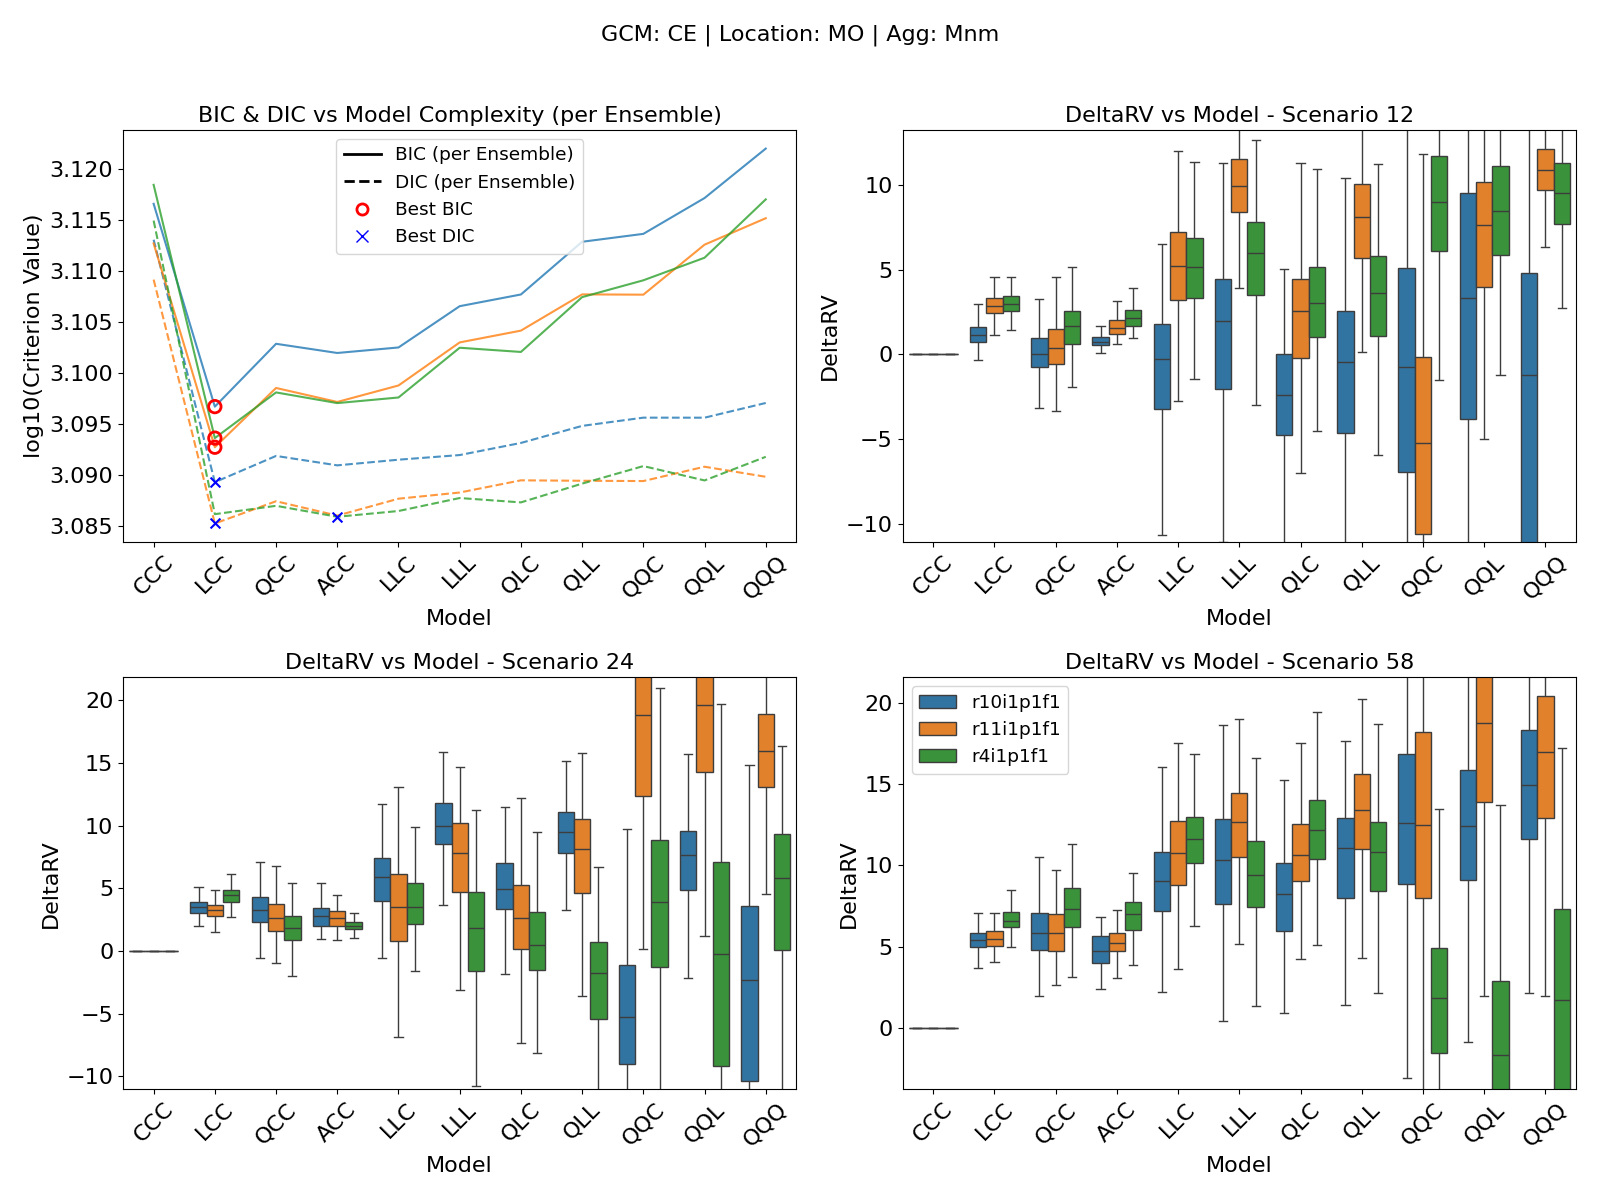 GCM: CE | Location: MO | Agg: Mnm
BIC & DIC vs Model Complexity (per Ensemble)
log10(Criterion Value)
3.120
3.115
3.110
3.105
3.100
3.095
3.090
3.085
BIC (per Ensemble)
DIC (per Ensemble)
Best BIC
Best DIC
CCC LCC QCC ACC LLC LLL QLC QLL QQC QQL QQQ
Model
DeltaRV vs Model - Scenario 12
DeltaRV
10
5
0
−5
−10
CCC LCC QCC ACC LLC LLL QLC QLL QQC QQL QQQ
Model
DeltaRV vs Model - Scenario 24
DeltaRV
20
15
10
5
0
−5
−10
CCC LCC QCC ACC LLC LLL QLC QLL QQC QQL QQQ
Model
DeltaRV vs Model - Scenario 58
DeltaRV
20
15
10
5
0
r10i1p1f1
r11i1p1f1
r4i1p1f1
CCC LCC QCC ACC LLC LLL QLC QLL QQC QQL QQQ
Model